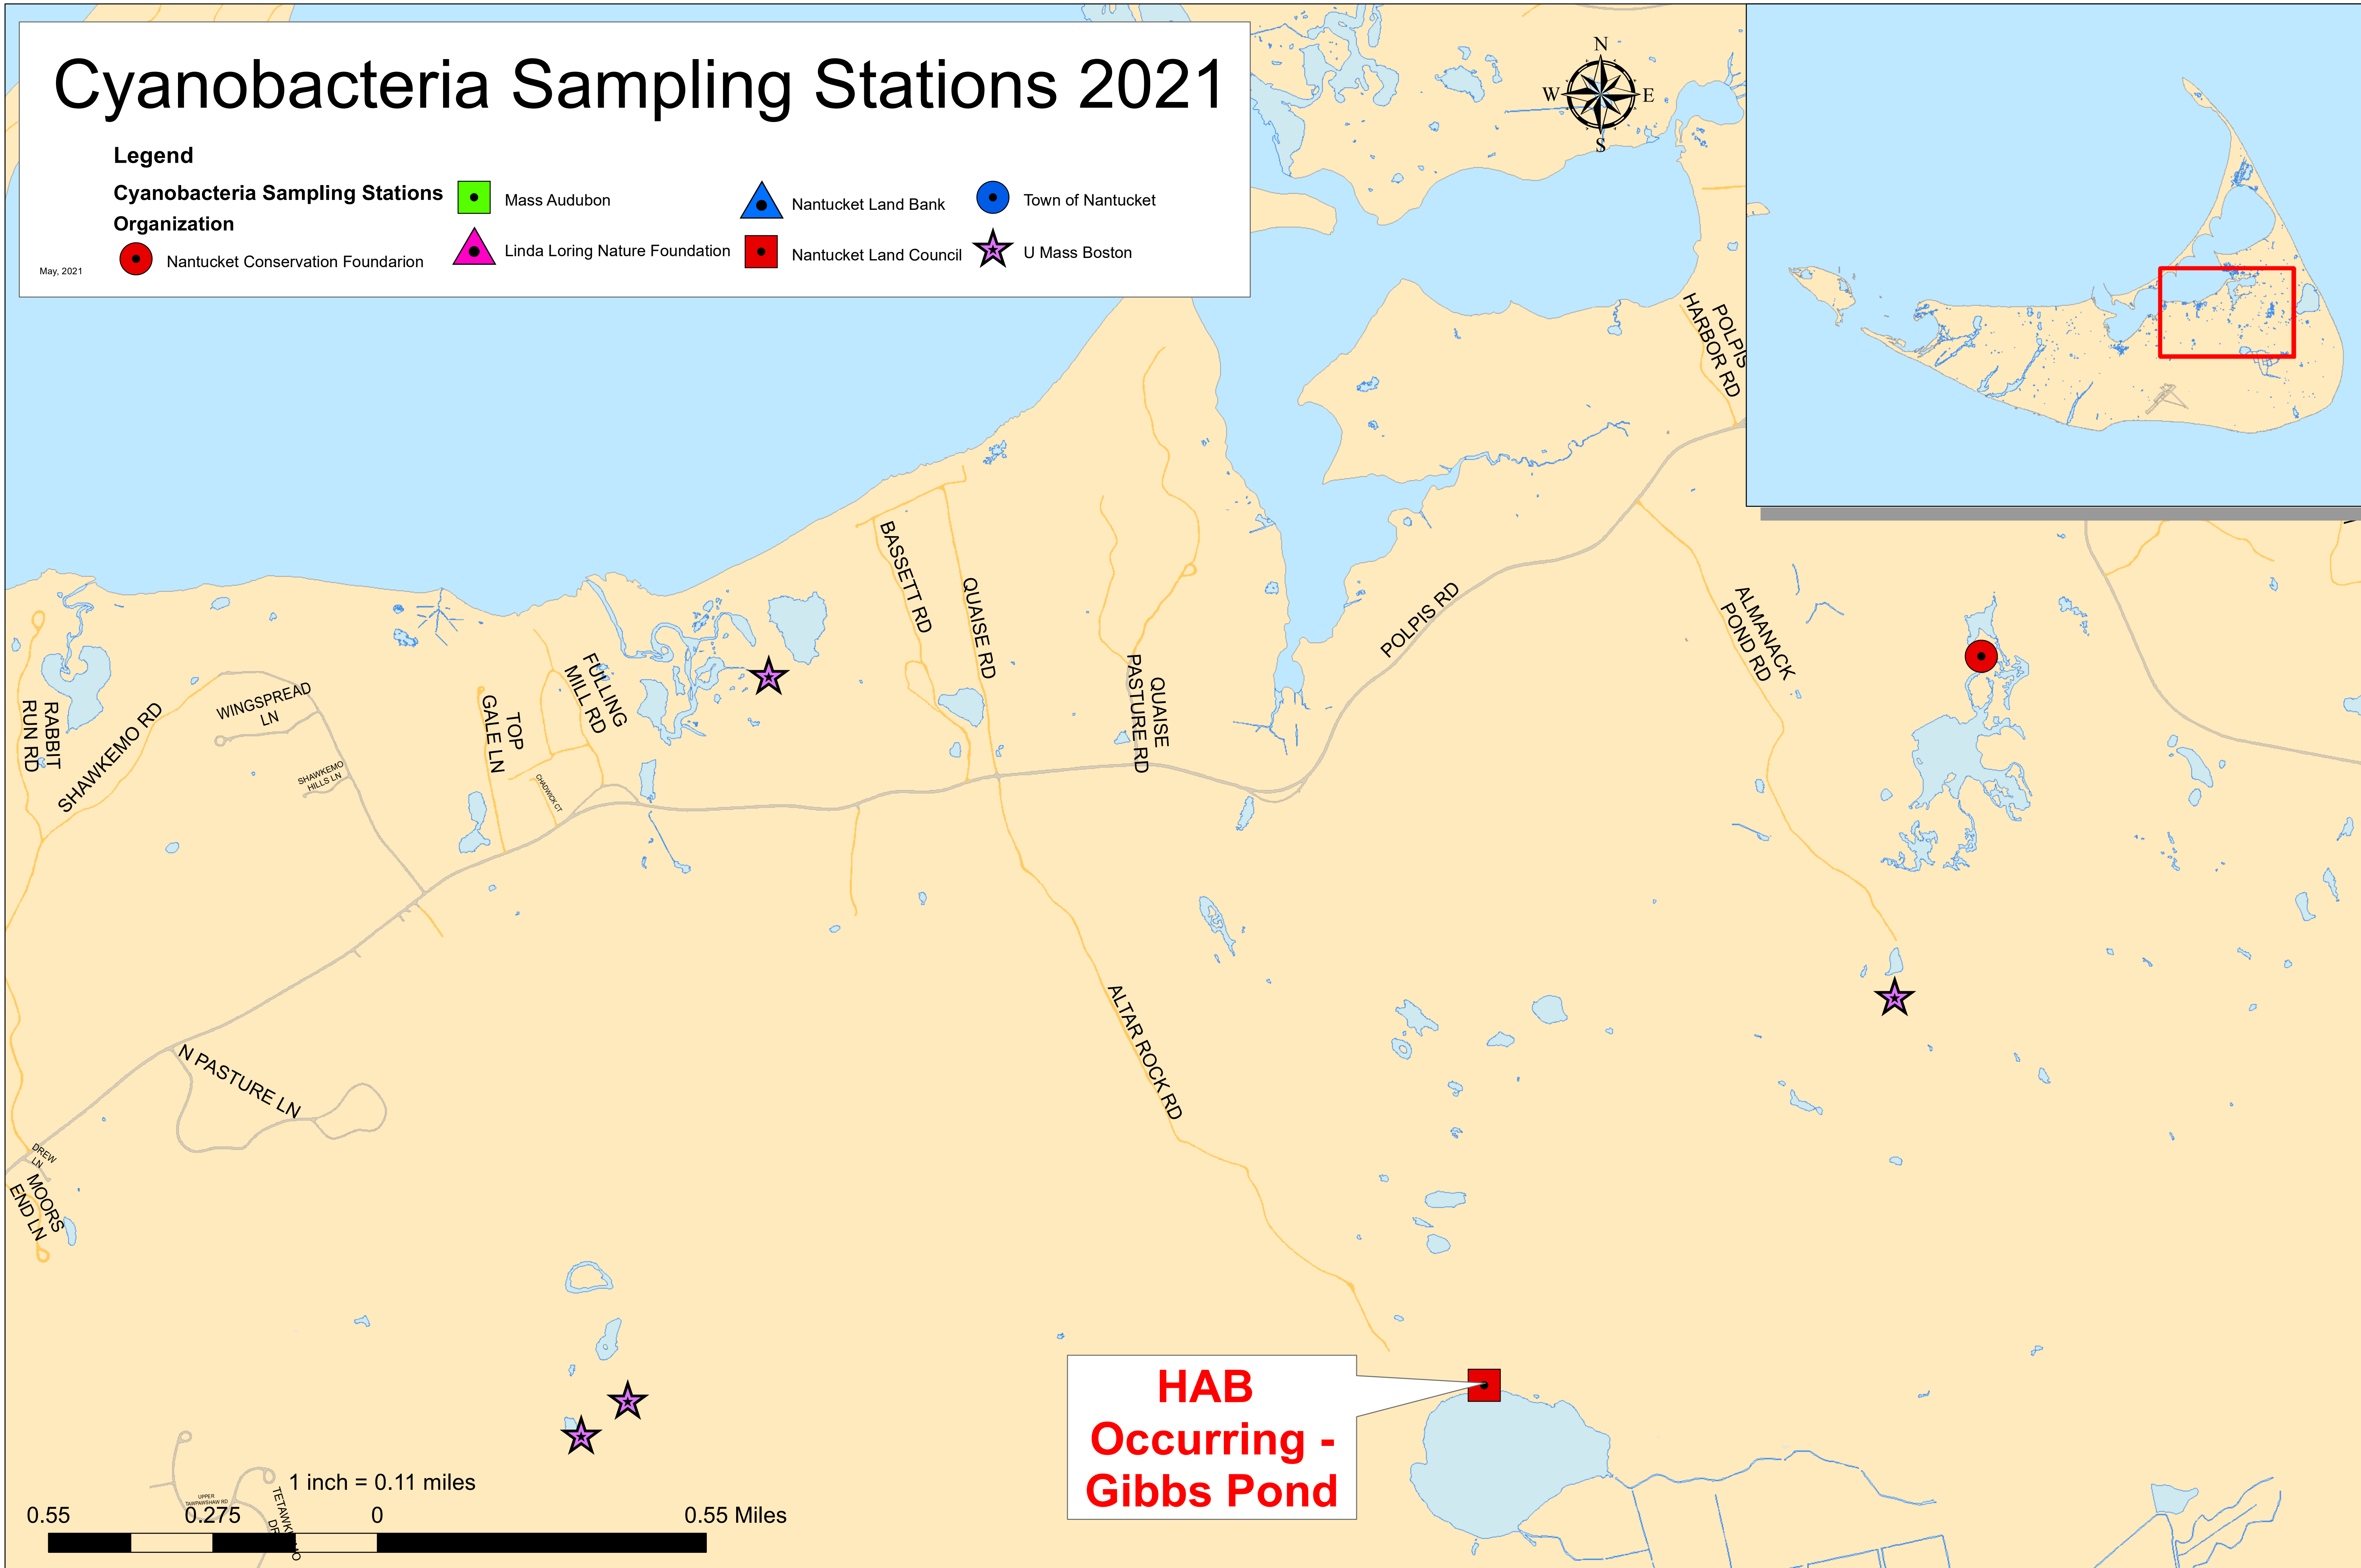 Cyanobacteria Sampling Stations 2021
Legend
Cyanobacteria Sampling Stations
Organization
Nantucket Conservation Foundarion
Mass Audubon
Linda Loring Nature Foundation
Nantucket Land Bank
Nantucket Land Council
Town of Nantucket
U Mass Boston
May, 2021
N
W
E
S
POLPIS
HARBOR RD
BASSETT RD
QUAISE RD
QUAISE
PASTURE RD
POLPIS RD
ALMANACK
POND RD
RABBIT
RUN RD
SHAWKEMO RD
WINGSPREAD
LN
SHAWKEMO
HILLS LN
TOP
GALE LN
FULLING
MILL RD
CHADWICK CT
ALTAR ROCK RD
N PASTURE LN
DREW
LN
MOORS
END LN
HAB
Occurring -
Gibbs Pond
UPPER
TAWPAWSHAW RD
1 inch = 0.11 miles
0.55
0.275
0
0.55 Miles